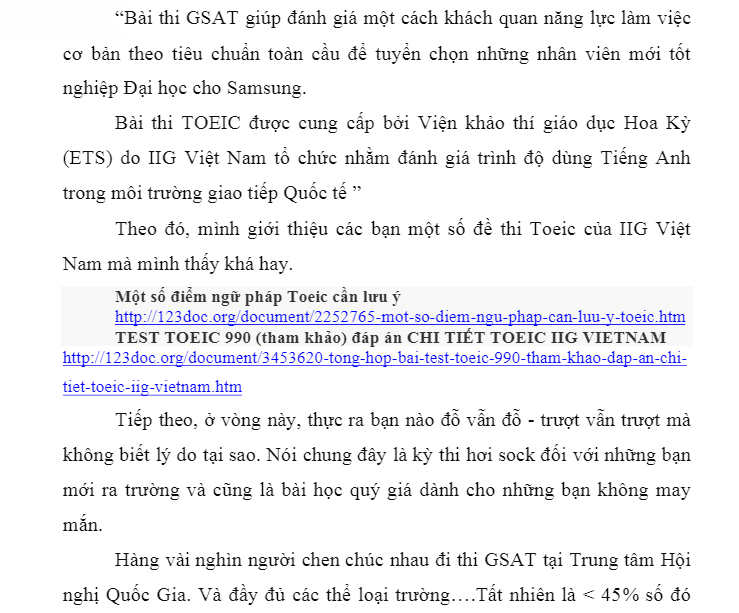 “Bài thi GSAT giúp đánh giá một cách khách quan năng lực làm việc
cơ bản theo tiêu chuẩn toàn cầu để tuyển chọn những nhân viên mới tốt
nghiệp Đại học cho Samsung.
Bài thi TOEIC được cung cấp bởi Viện khảo thí giáo dục Hoa Kỳ
(ETS) do IIG Việt Nam tổ chức nhằm đánh giá trình độ dùng Tiếng Anh
trong môi trường giao tiếp Quốc tế ”
Theo đó, mình giới thiệu các bạn một số đề thi Toeic của IIG Việt
Nam mà mình thấy khá hay.
Một số điểm ngữ pháp Toeic cần lưu ý
http://123doc.org/document/2252765-mot-so-diem-ngu-phap-can-luu-y-toeic.htm
TEST TOEIC 990 (tham khảo) đáp án CHI TIẾT TOEIC IIG VIETNAM
http://123doc.org/document/3453620-tong-hop-bai-test-toeic-990-tham-khao-dap-an-chi-
tiet-toeic-iig-vietnam.htm
Tiếp theo, ở vòng này, thực ra bạn nào đỗ vẫn đỗ - trượt vẫn trượt mà
không biết lý do tại sao. Nói chung đây là kỳ thi hơi sock đối với những bạn
mới ra trường và cũng là bài học quý giá dành cho những bạn không may
mắn.
Hàng vài nghìn người chen chúc nhau đi thi GSAT tại Trung tâm Hội
nghị Quốc Gia. Và đầy đủ các thể loại trường….Tất nhiên là < 45% số đó